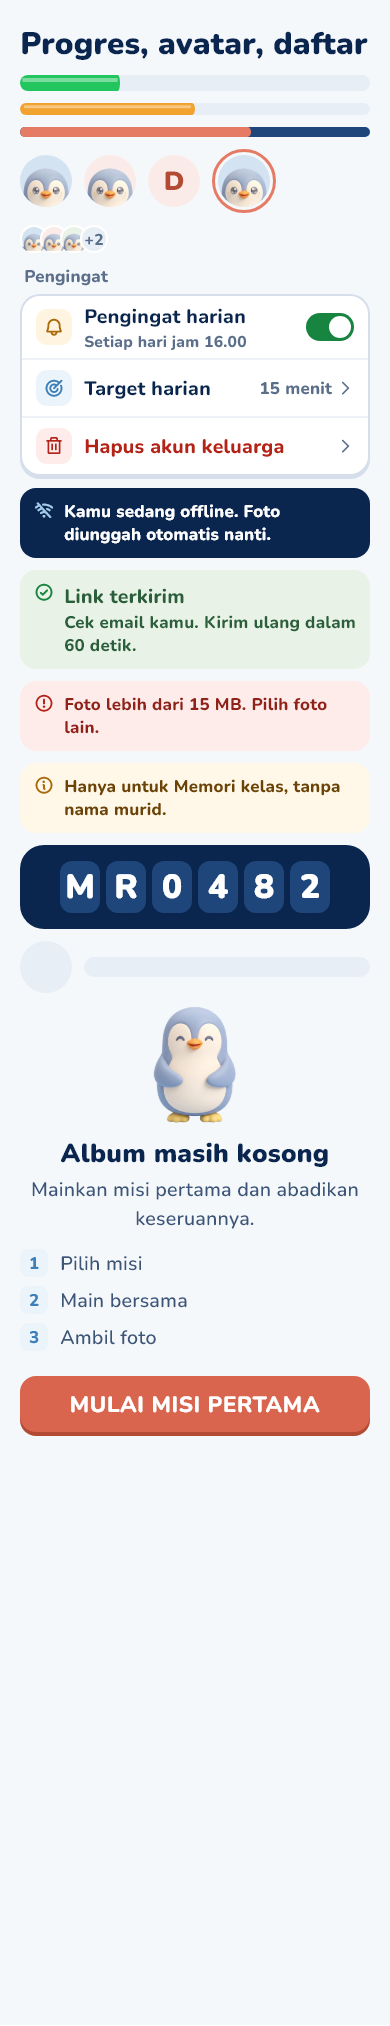 Progres, avatar, daftar
D
+2
Pengingat
Pengingat harian
Setiap hari jam 16.00
Target harian 15 menit
Hapus akun keluarga
Kamu sedang offline. Foto
diunggah otomatis nanti.
Link terkirim
Cek email kamu. Kirim ulang dalam
60 detik.
Foto lebih dari 15 MB. Pilih foto
lain.
Hanya untuk Memori kelas, tanpa
nama murid.
M R 0 4 8 2
Album masih kosong
Mainkan misi pertama dan abadikan
keseruannya.
1 Pilih misi
2 Main bersama
3 Ambil foto
MULAI MISI PERTAMA